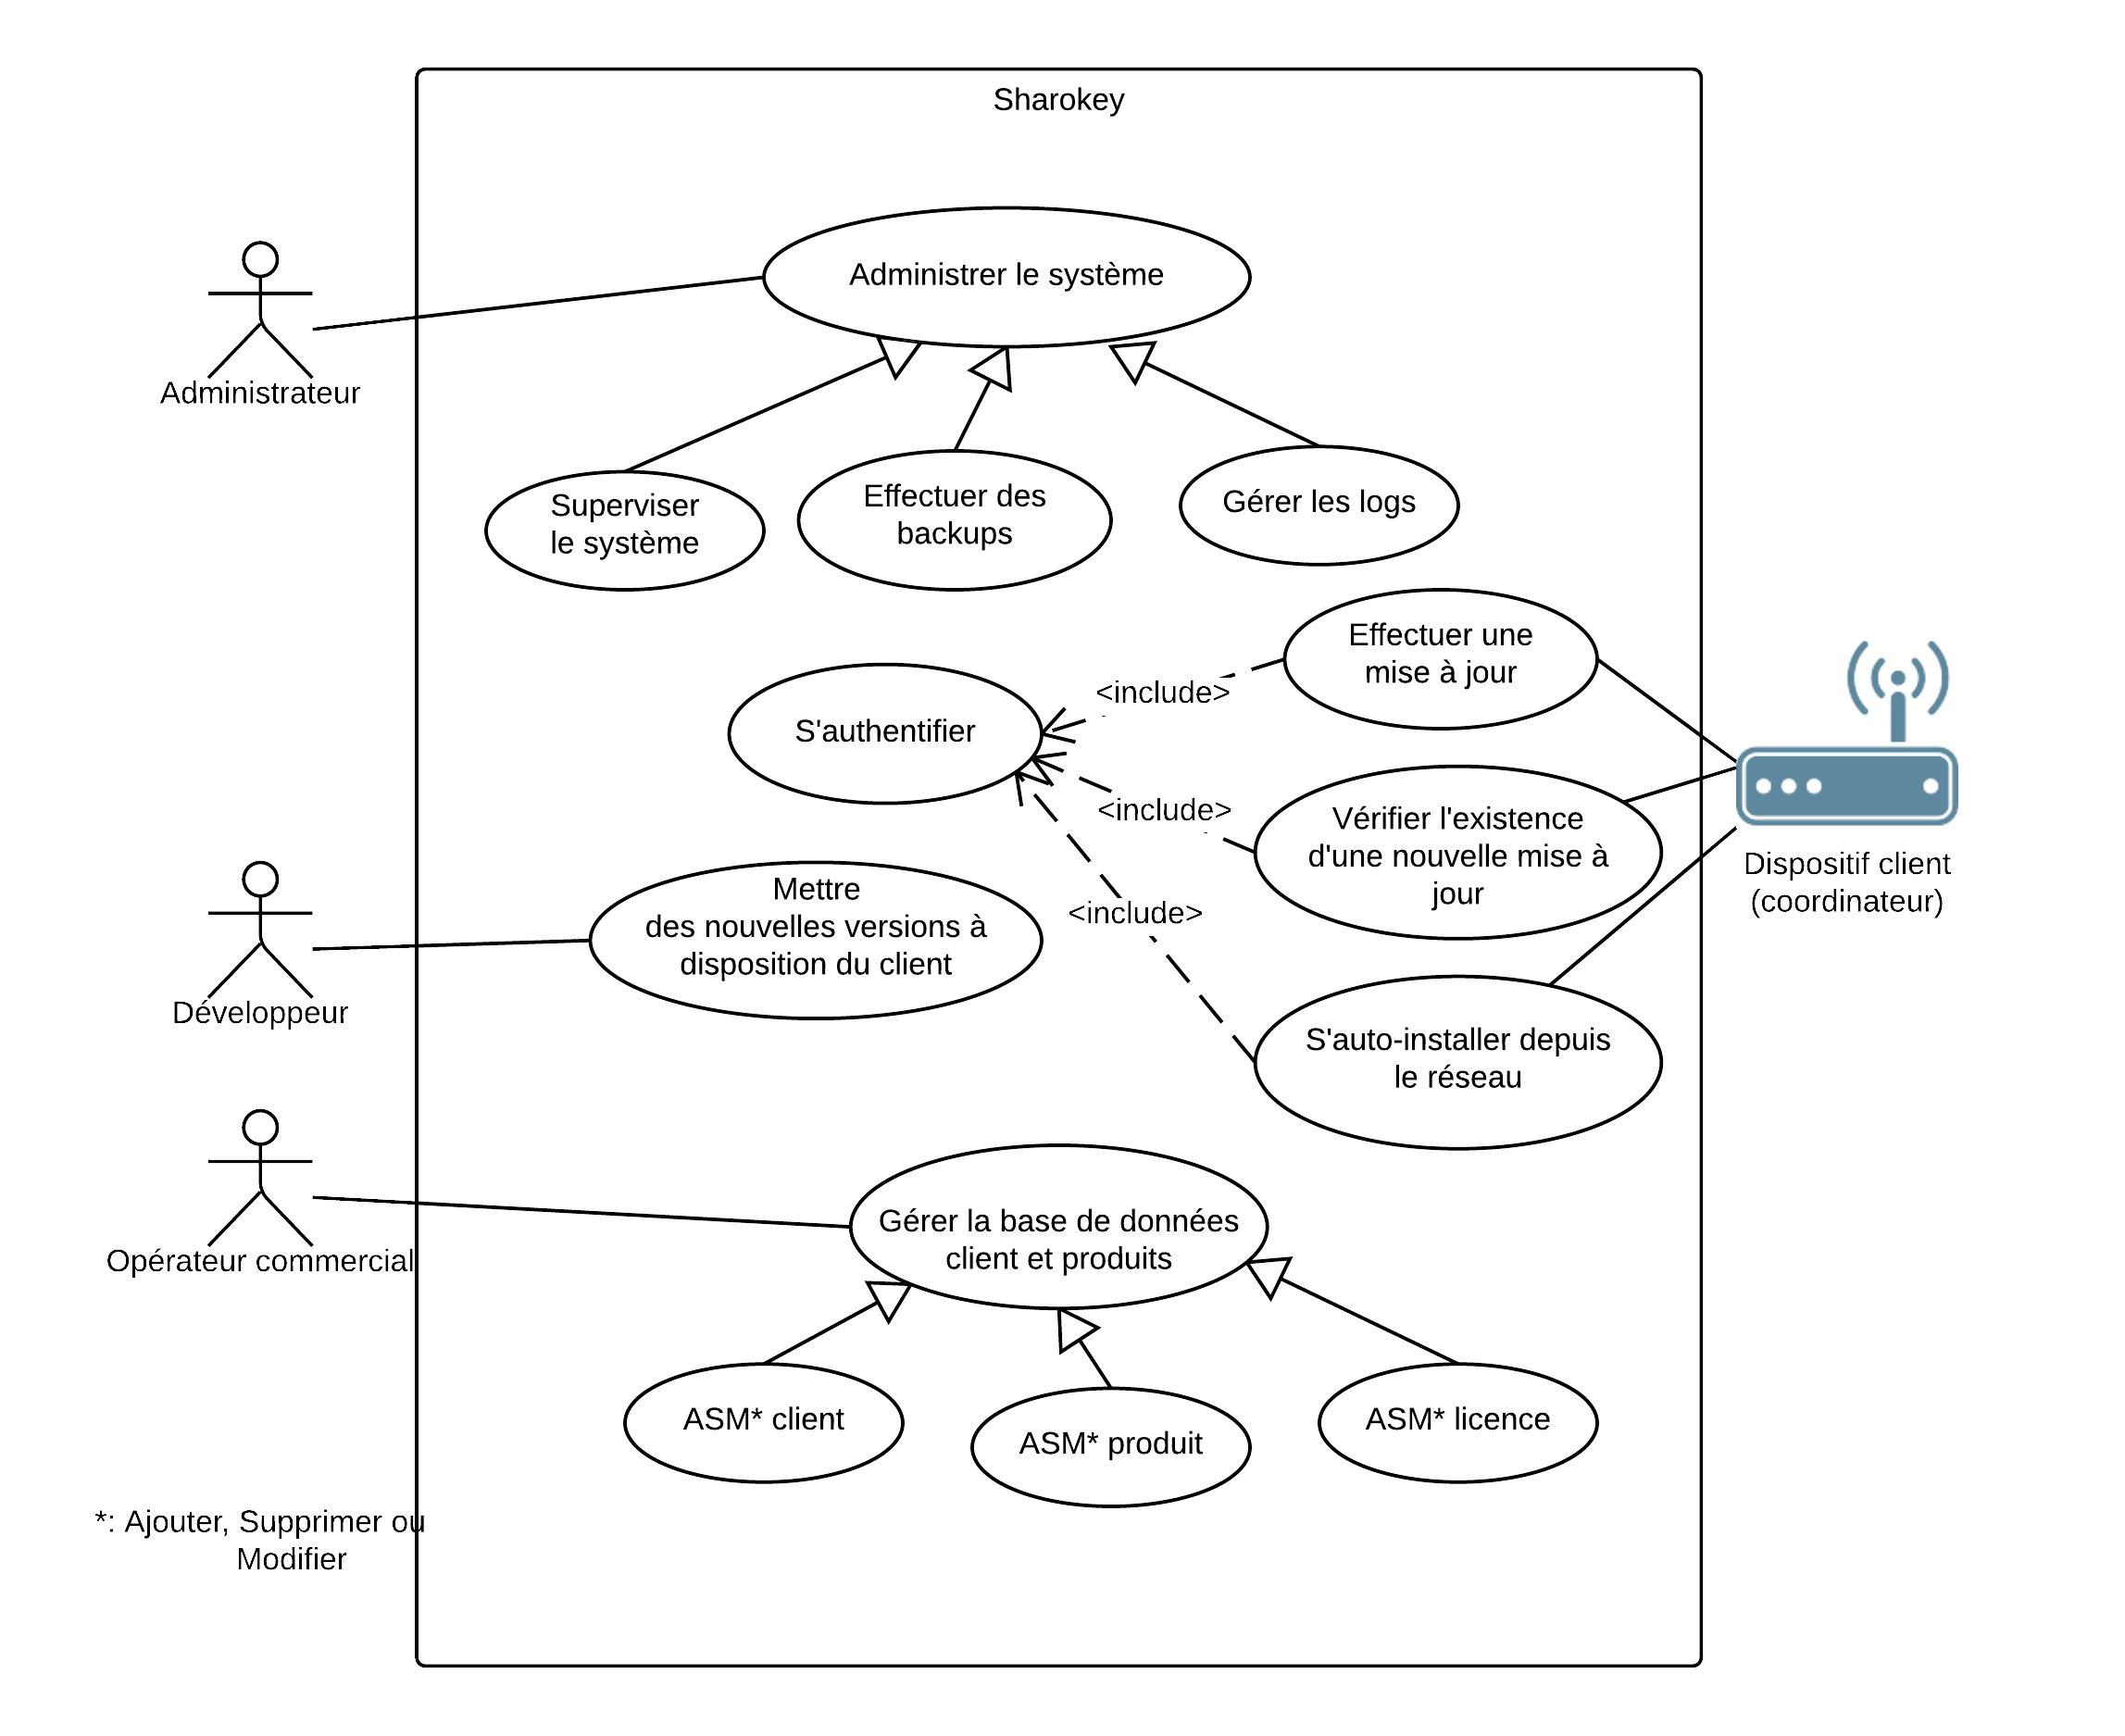 Sharokey
Administrer le système
Administrateur
Superviser
le système
Effectuer des
backups
Gérer les logs
Effectuer une
mise à jour
<include>
S'authentifier
<include>
Vérifier l'existence
d'une nouvelle mise à
jour
Dispositif client
(coordinateur)
<include>
Mettre
des nouvelles versions à
disposition du client
Développeur
S'auto-installer depuis
le réseau
Gérer la base de données
client et produits
Opérateur commercial
ASM* client
ASM* produit
ASM* licence
*: Ajouter, Supprimer ou
Modifier